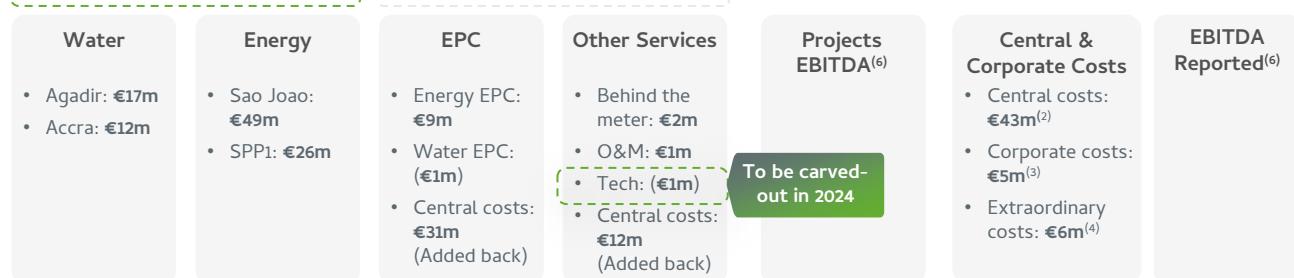 Water
• Agadir: €17m
• Accra: €12m
Energy
• Sao Joao:
€49m
• SPP1: €26m
EPC
• Energy EPC:
€9m
• Water EPC:
(€1m)
• Central costs:
€31m
(Added back)
Other Services
• Behind the
meter: €2m
• O&M: €1m
• Tech: (€1m)
• Central costs:
€12m
(Added back)
To be carved-
out in 2024
Projects
EBITDA(6)
Central &
Corporate Costs
• Central costs:
€43m(2)
• Corporate costs:
€5m(3)
• Extraordinary
costs: €6m(4)
EBITDA
Reported(6)